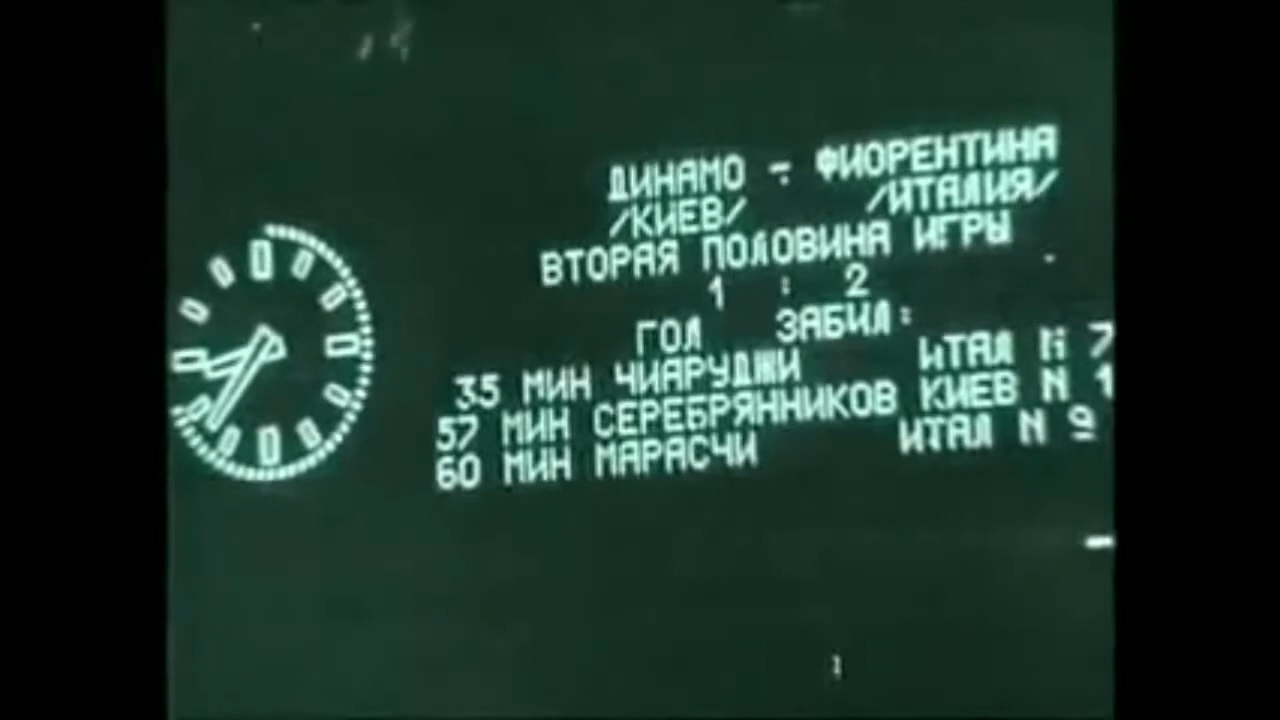 ДИНАМО - ФИОРЕНТИНА
/КИЕВ/ /ИТАЛИЯ/
ВТОРАЯ ПОЛОВИНА ИГРЫ
1 : 2
ГОЛ ЗАБИЛ:
35 МИН ЧИАРУДЖИ ИТАЛ N 7
57 МИН СЕРЕБРЯННИКОВ КИЕВ N
60 МИН МАРАСЧИ ИТАЛ N 9